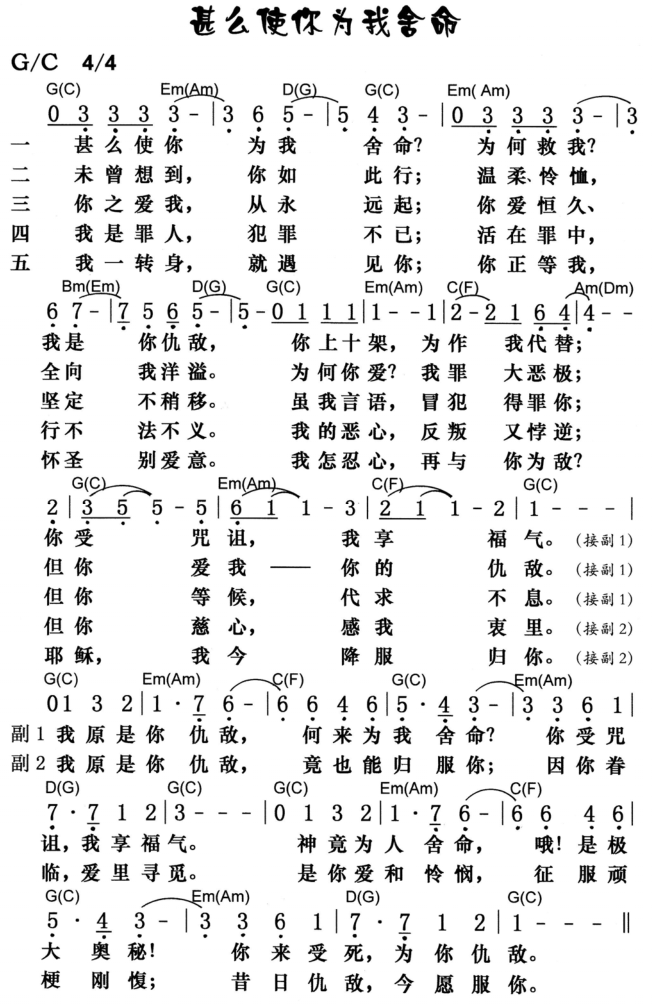 甚么使你为我舍命
G/C 4/4
G(C) Em(Am) D(G) G(C) Em( Am)
0 3 3 3 3 - | 3 6 5 - | 5 4 3 - | 0 3 3 3 3 - | 3
一 甚么使你 为我 舍命? 为何救我?
二 未曾想到, 你如 此行; 温柔、怜恤,
三 你之爱我, 从永 远起; 你爱恒久、
四 我是罪人, 犯罪 不已; 活在罪中,
五 我一转身, 就遇 见你; 你正等我,
Bm(Em) D(G) G(C) Em(Am) C(F) Am(Dm)
6 7 - | 7 5 6 5 - | 5 - 0 1 1 1 | 1 - - 1 | 2 - 2 1 6 4 | 4 - -
我是 你仇敌, 你上十架, 为作 我代替;
全向 我洋溢。 为何你爱? 我罪 大恶极;
坚定 不稍移。 虽我言语, 冒犯 得罪你;
行不 法不义。 我的恶心, 反叛 又悖逆;
怀圣 别爱意。 我怎忍心, 再与 你为敌?
G(C) Em(Am) C(F) G(C)
2 | 3 5 5 - 5 | 6 1 1 - 3 | 2 1 1 - 2 | 1 - - - |
你受 咒诅, 我享 福气。(接副1)
但你 爱我 —— 你的 仇敌。(接副1)
但你 等候, 代求 不息。(接副1)
但你 慈心, 感我 衷里。(接副2)
耶稣, 我今 降服 归你。(接副2)
G(C) Em(Am) C(F) G(C) Em(Am)
0 1 3 2 | 1 · 7 6 - | 6 6 4 6 | 5 · 4 3 - | 3 3 6 1 |
副1 我原是你 仇敌, 何来为我 舍命? 你受咒
副2 我原是你 仇敌, 竟也能归 服你; 因你眷
D(G) G(C) G(C) Em(Am) C(F)
7 · 7 1 2 | 3 - - - | 0 1 3 2 | 1 · 7 6 - | 6 6 4 6 |
诅,我享福气。 神竟为人 舍命, 哦!是极
临,爱里寻觅。 是你爱和 怜悯, 征服顽
G(C) Em(Am) D(G) G(C)
5 · 4 3 - | 3 3 6 1 | 7 · 7 1 2 | 1 - - - ‖
大奥秘! 你来受死,为你仇敌。
梗刚愎; 昔日仇敌,今愿服你。